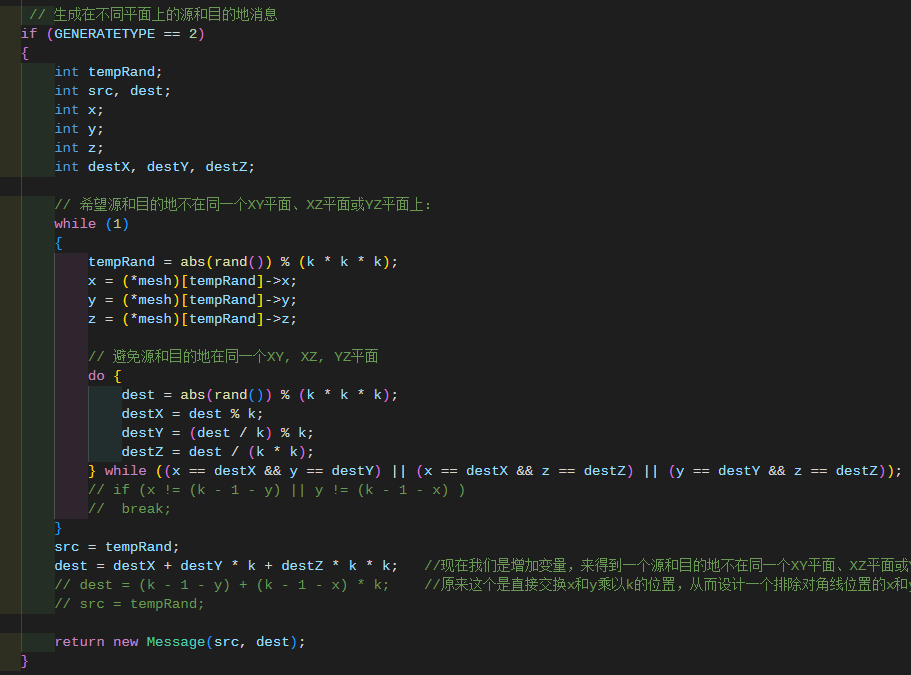 // 生成在不同平面上的源和目的地消息
if (GENERATETYPE == 2)
{
int tempRand;
int src, dest;
int x;
int y;
int z;
int destX, destY, destZ;
// 希望源和目的地不在同一个XY平面、XZ平面或YZ平面上:
while (1)
{
tempRand = abs(rand()) % (k * k * k);
x = (*mesh)[tempRand]->x;
y = (*mesh)[tempRand]->y;
z = (*mesh)[tempRand]->z;
// 避免源和目的地在同一个XY, XZ, YZ平面
do {
dest = abs(rand()) % (k * k * k);
destX = dest % k;
destY = (dest / k) % k;
destZ = dest / (k * k);
} while ((x == destX && y == destY) || (x == destX && z == destZ) || (y == destY && z == destZ));
// if (x != (k - 1 - y) || y != (k - 1 - x) )
//  break;
}
src = tempRand;
dest = destX + destY * k + destZ * k * k;   //现在我们是增加变量，来得到一个源和目的地不在同一个XY平面、XZ平面或
// dest = (k - 1 - y) + (k - 1 - x) * k;    //原来这个是直接交换x和y乘以k的位置，从而设计一个排除对角线位置的x和
// src = tempRand;
return new Message(src, dest);
}